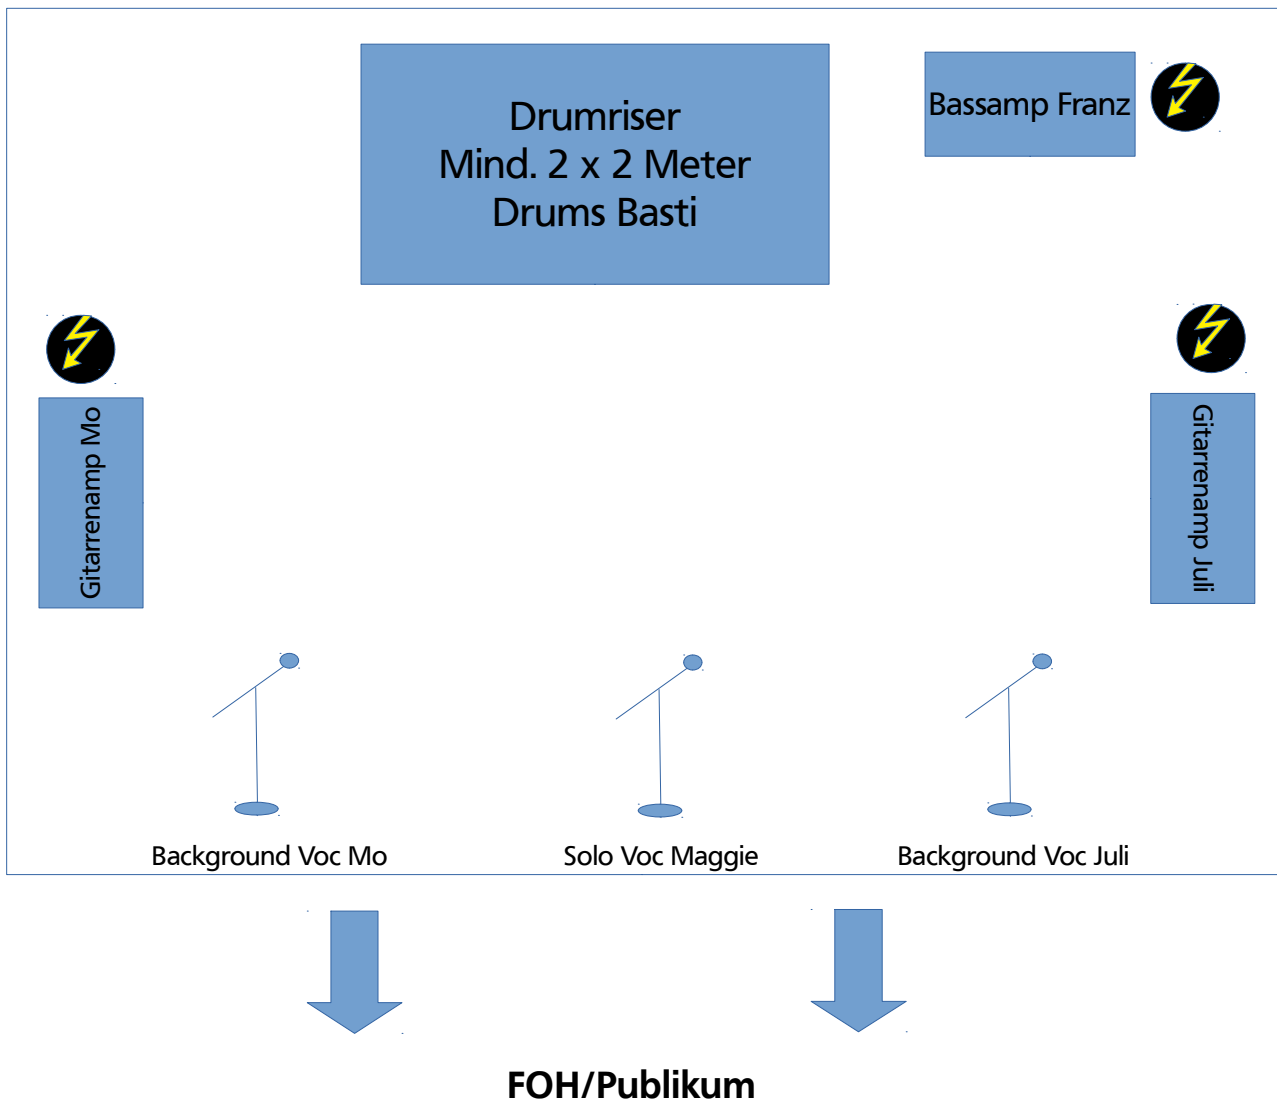 Drumriser
Mind. 2 x 2 Meter
Drums Basti
Bassamp Franz
Gitarrenamp Mo
Gitarrenamp Juli
Background Voc Mo
Solo Voc Maggie
Background Voc Juli
FOH/Publikum